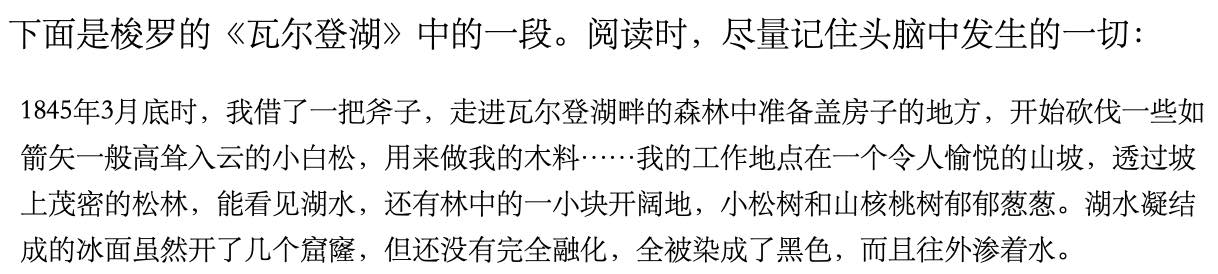 下面是梭罗的《瓦尔登湖》中的一段。阅读时，尽量记住头脑中发生的一切：
1845年3月底时，我借了一把斧子，走进瓦尔登湖畔的森林中准备盖房子的地方，开始砍伐一些如
箭矢一般高耸入云的小白松，用来做我的木料……我的工作地点在一个令人愉悦的山坡，透过坡
上茂密的松林，能看见湖水，还有林中的一小块开阔地，小松树和山核桃树郁郁葱葱。湖水凝结
成的冰面虽然开了几个窟窿，但还没有完全融化，全被染成了黑色，而且往外渗着水。